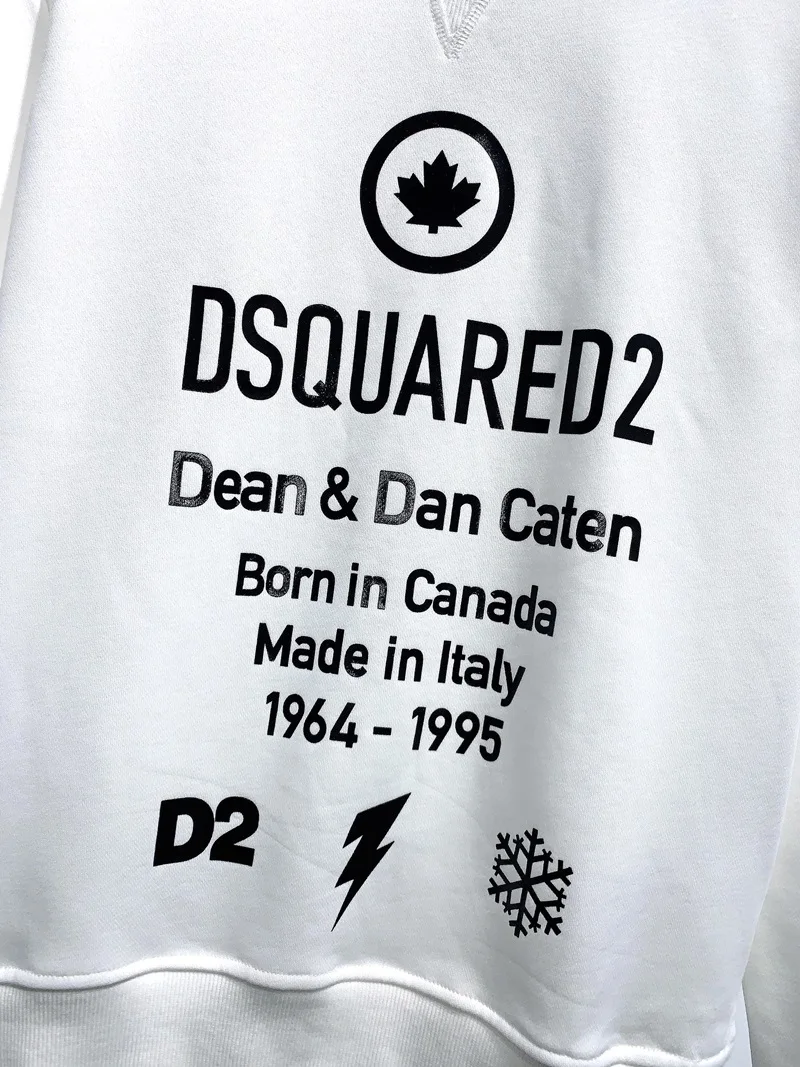 DSQUARED2
Dean & Dan Caten
Born in Canada
Made in Italy
1964 - 1995
D2